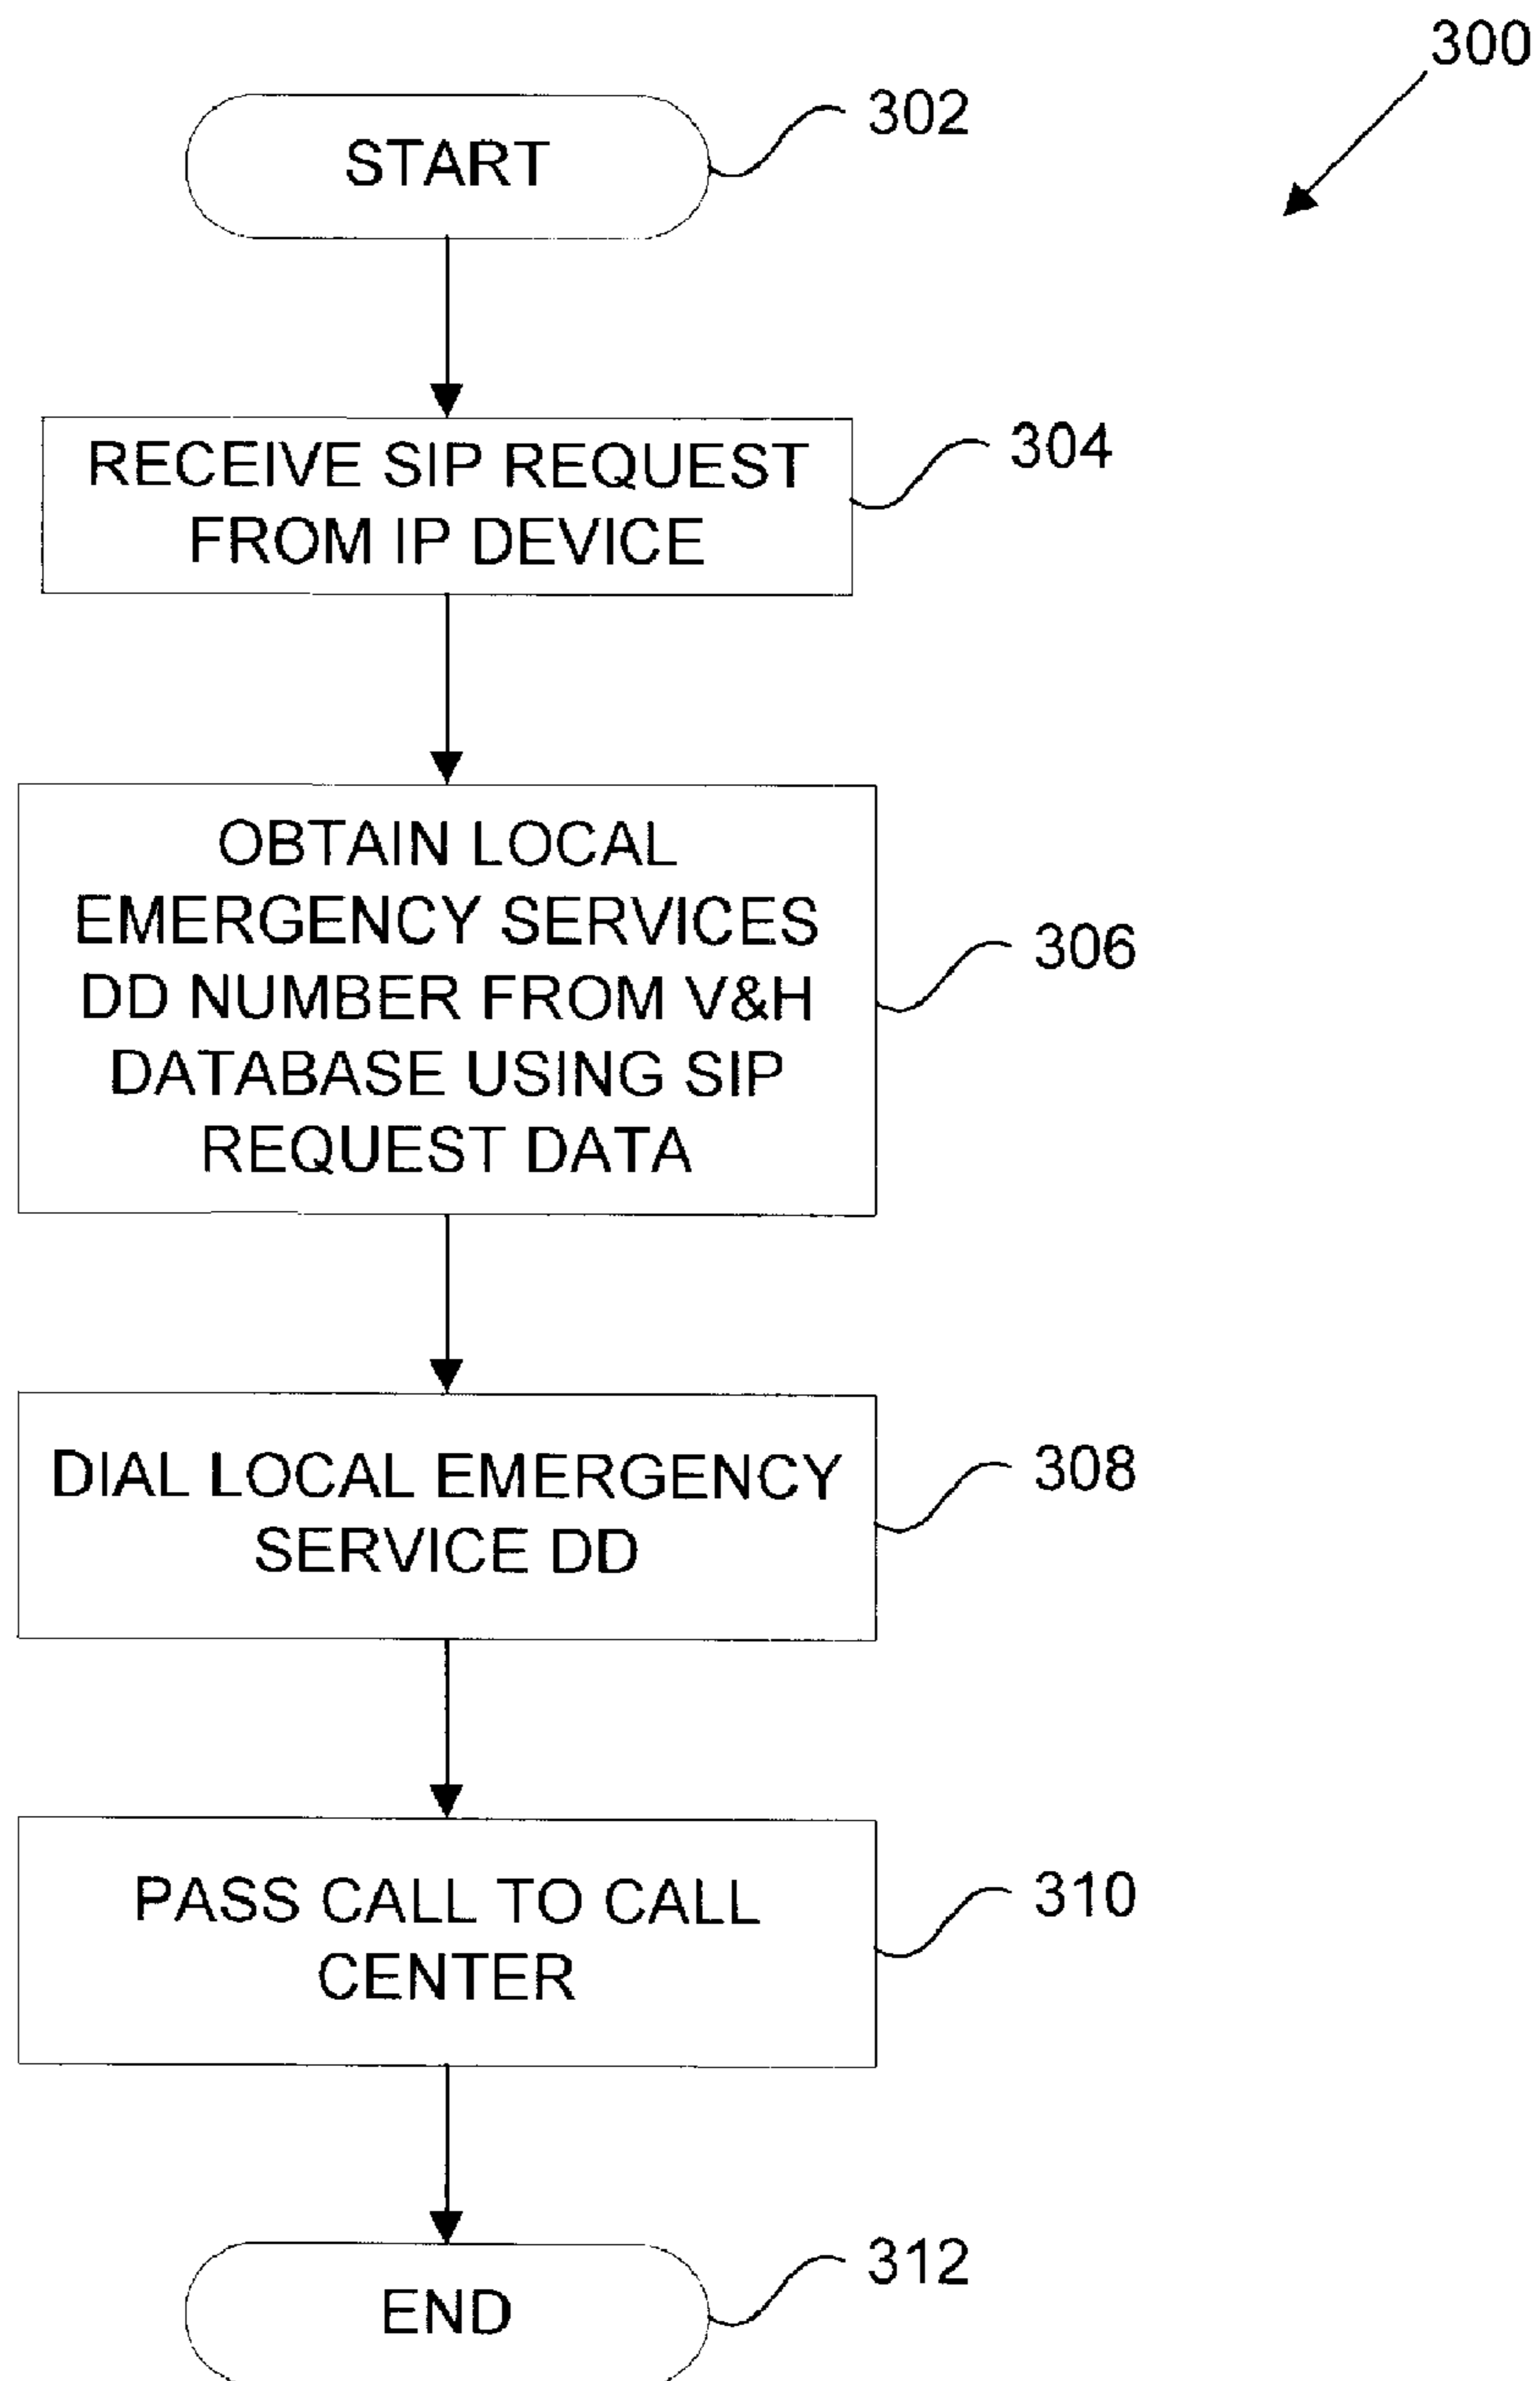 300
START
302
RECEIVE SIP REQUEST
FROM IP DEVICE
304
OBTAIN LOCAL
EMERGENCY SERVICES
DD NUMBER FROM V&H
DATABASE USING SIP
REQUEST DATA
306
DIAL LOCAL EMERGENCY
SERVICE DD
308
PASS CALL TO CALL
CENTER
310
END
312